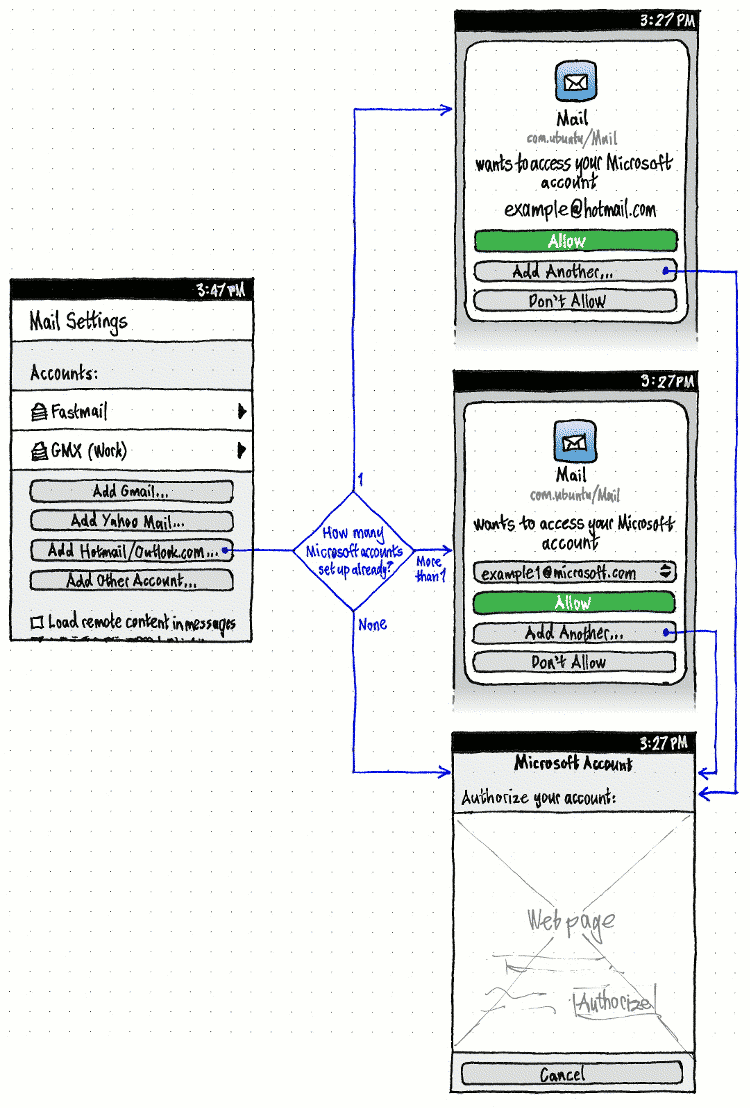 3:47 PM
Mail Settings
Accounts:
Fastmail
GMX (Work)
Add Gmail...
Add Yahoo Mail...
Add Hotmail/Outlook.com...
Add Other Account...
Load remote content in messages
1
How many
Microsoft accounts
set up already?
More
than 1
None
3:27 PM
Mail
com.ubuntu/Mail
wants to access your Microsoft
account
example@hotmail.com
Allow
Add Another...
Don't Allow
3:27 PM
Mail
com.ubuntu/Mail
wants to access your Microsoft
account
example1@microsoft.com
Allow
Add Another...
Don't Allow
3:27 PM
Microsoft Account
Authorize your account:
Web page
Authorize
Cancel